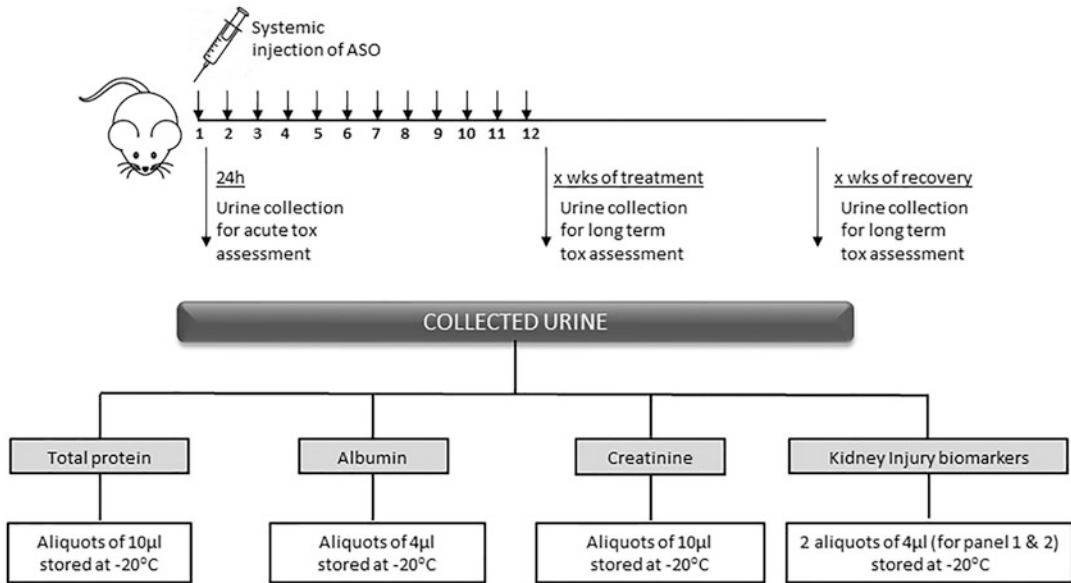 Systemic
injection of ASO
1 2 3 4 5 6 7 8 9 10 11 12
24h
Urine collection
for acute tox
assessment
x wks of treatment
Urine collection
for long term
tox assessment
x wks of recovery
Urine collection
for long term
tox assessment
COLLECTED URINE
Total protein
Albumin
Creatinine
Kidney Injury biomarkers
Aliquots of 10µl
stored at -20°C
Aliquots of 4µl
stored at -20°C
Aliquots of 10µl
stored at -20°C
2 aliquots of 4µl (for panel 1 & 2)
stored at -20°C